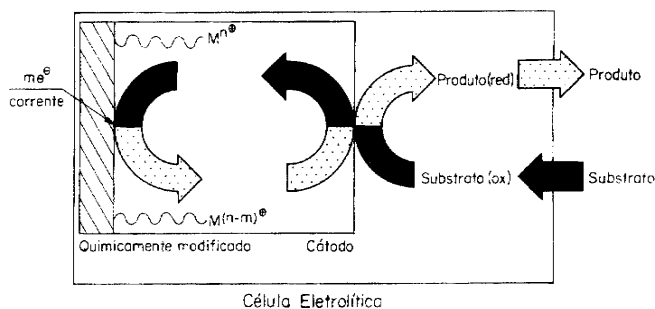 M^n⊕
me^⊖
corrente
Produto(red)
Produto
Substrato(ox)
Substrato
M^(n-m)⊕
Quimicamente modificado
Cátodo
Célula Eletrolítica